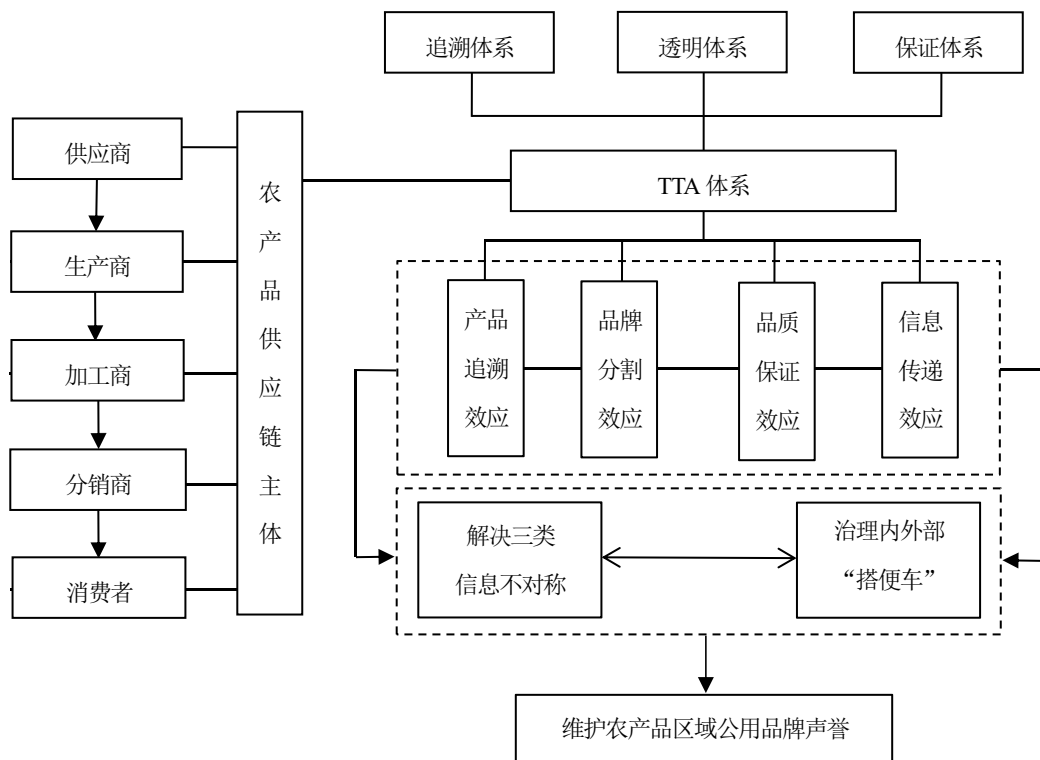 追溯体系
透明体系
保证体系
TTA 体系
供应商
生产商
加工商
分销商
消费者
农
产
品
供
应
链
主
体
产品
追溯
效应
品牌
分割
效应
品质
保证
效应
信息
传递
效应
解决三类
信息不对称
治理内外部
“搭便车”
维护农产品区域公用品牌声誉